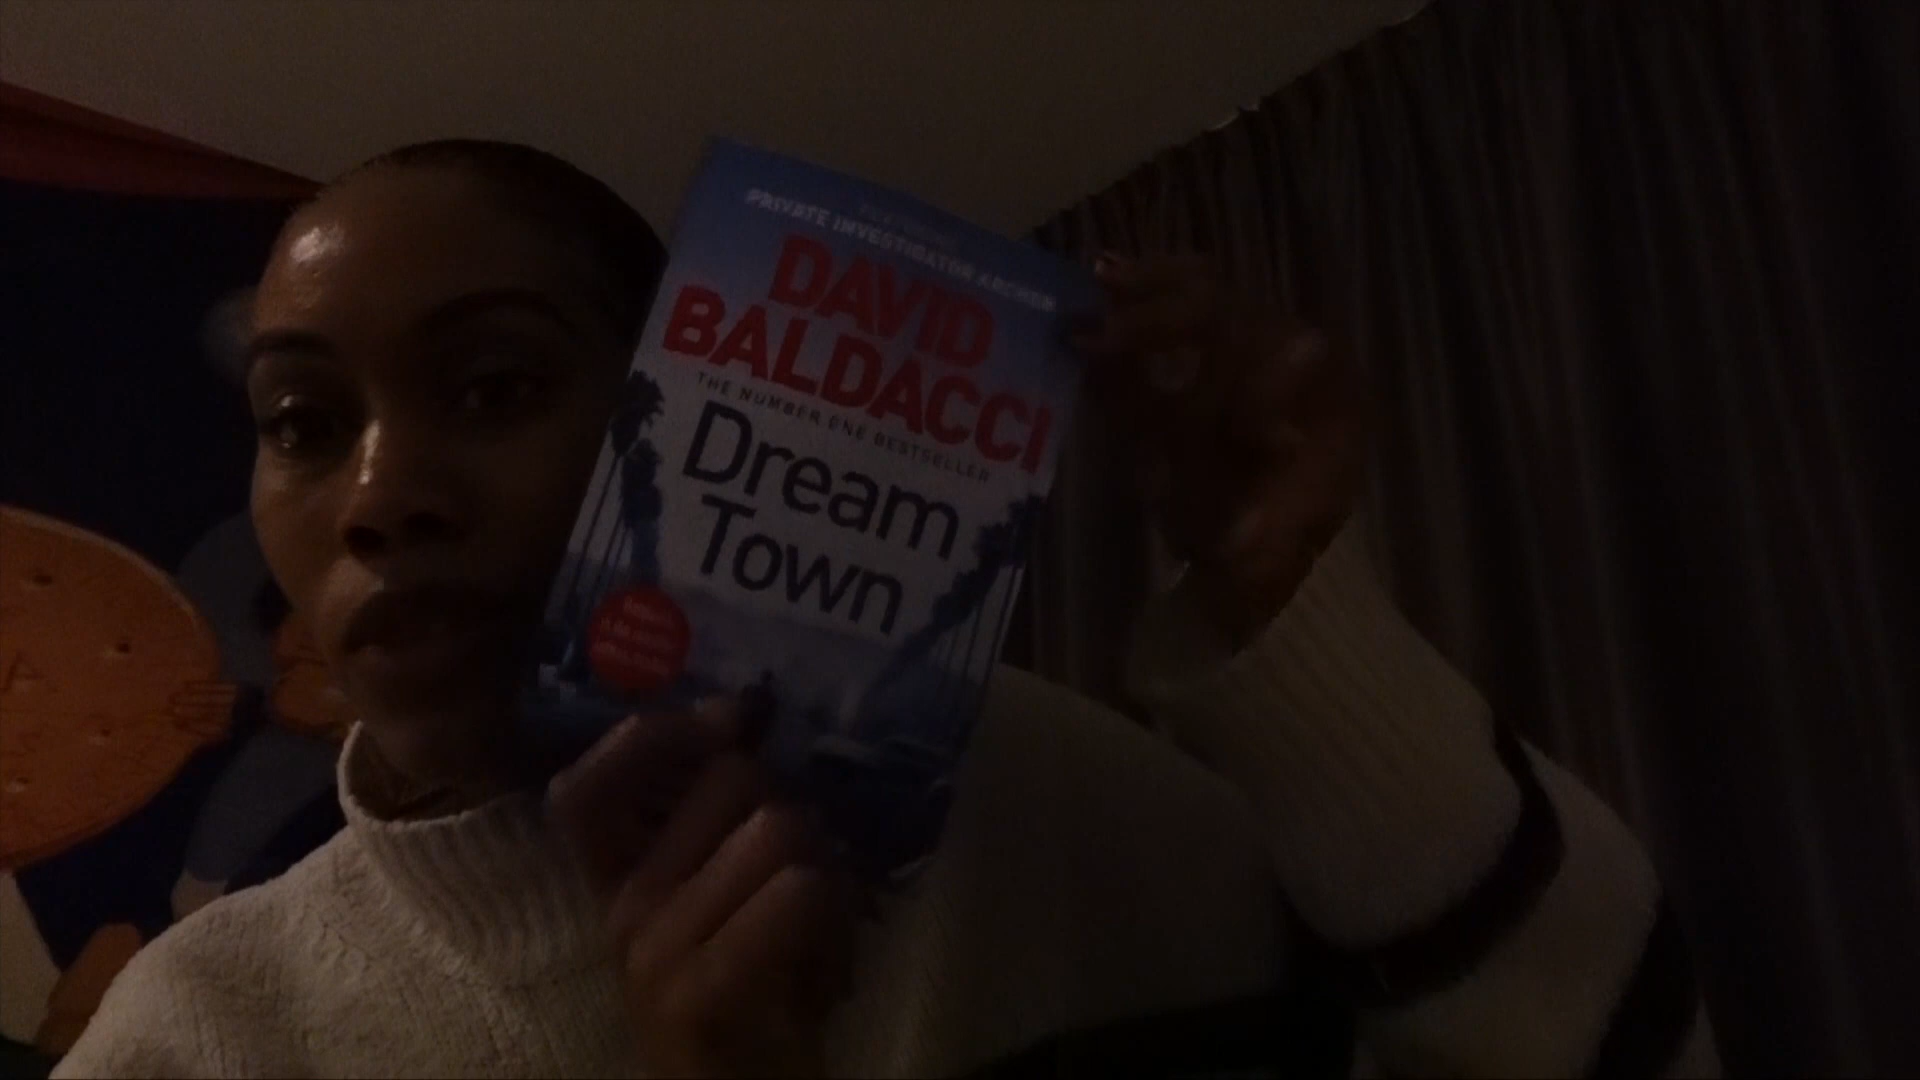 PRIVATE INVESTIGATOR ARCHER
DAVID
BALDACCI
THE NUMBER ONE BESTSELLER
Dream
Town
A